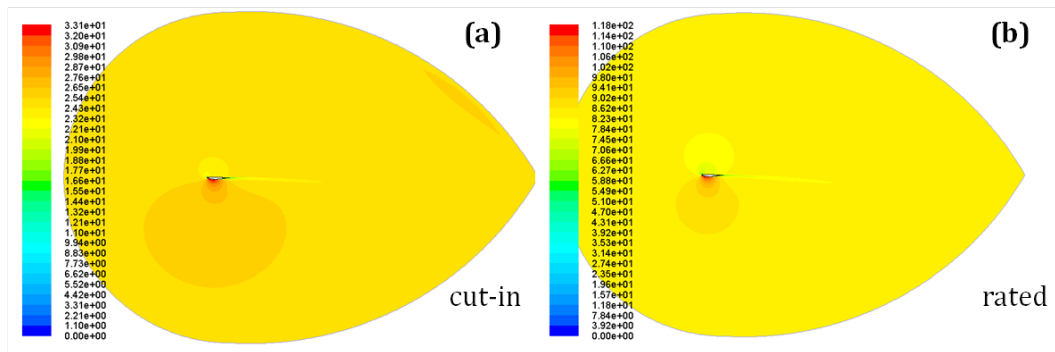 3.31e+01
3.20e+01
3.09e+01
2.98e+01
2.87e+01
2.76e+01
2.65e+01
2.54e+01
2.43e+01
2.32e+01
2.21e+01
2.10e+01
1.99e+01
1.88e+01
1.77e+01
1.66e+01
1.55e+01
1.44e+01
1.32e+01
1.21e+01
1.10e+01
9.94e+00
8.83e+00
7.73e+00
6.62e+00
5.52e+00
4.42e+00
3.31e+00
2.21e+00
1.10e+00
0.00e+00
(a)
cut-in
1.18e+02
1.14e+02
1.10e+02
1.06e+02
1.02e+02
9.80e+01
9.41e+01
9.02e+01
8.62e+01
8.23e+01
7.84e+01
7.45e+01
7.06e+01
6.66e+01
6.27e+01
5.88e+01
5.49e+01
5.10e+01
4.70e+01
4.31e+01
3.92e+01
3.53e+01
3.14e+01
2.74e+01
2.35e+01
1.96e+01
1.57e+01
1.18e+01
7.84e+00
3.92e+00
0.00e+00
(b)
rated